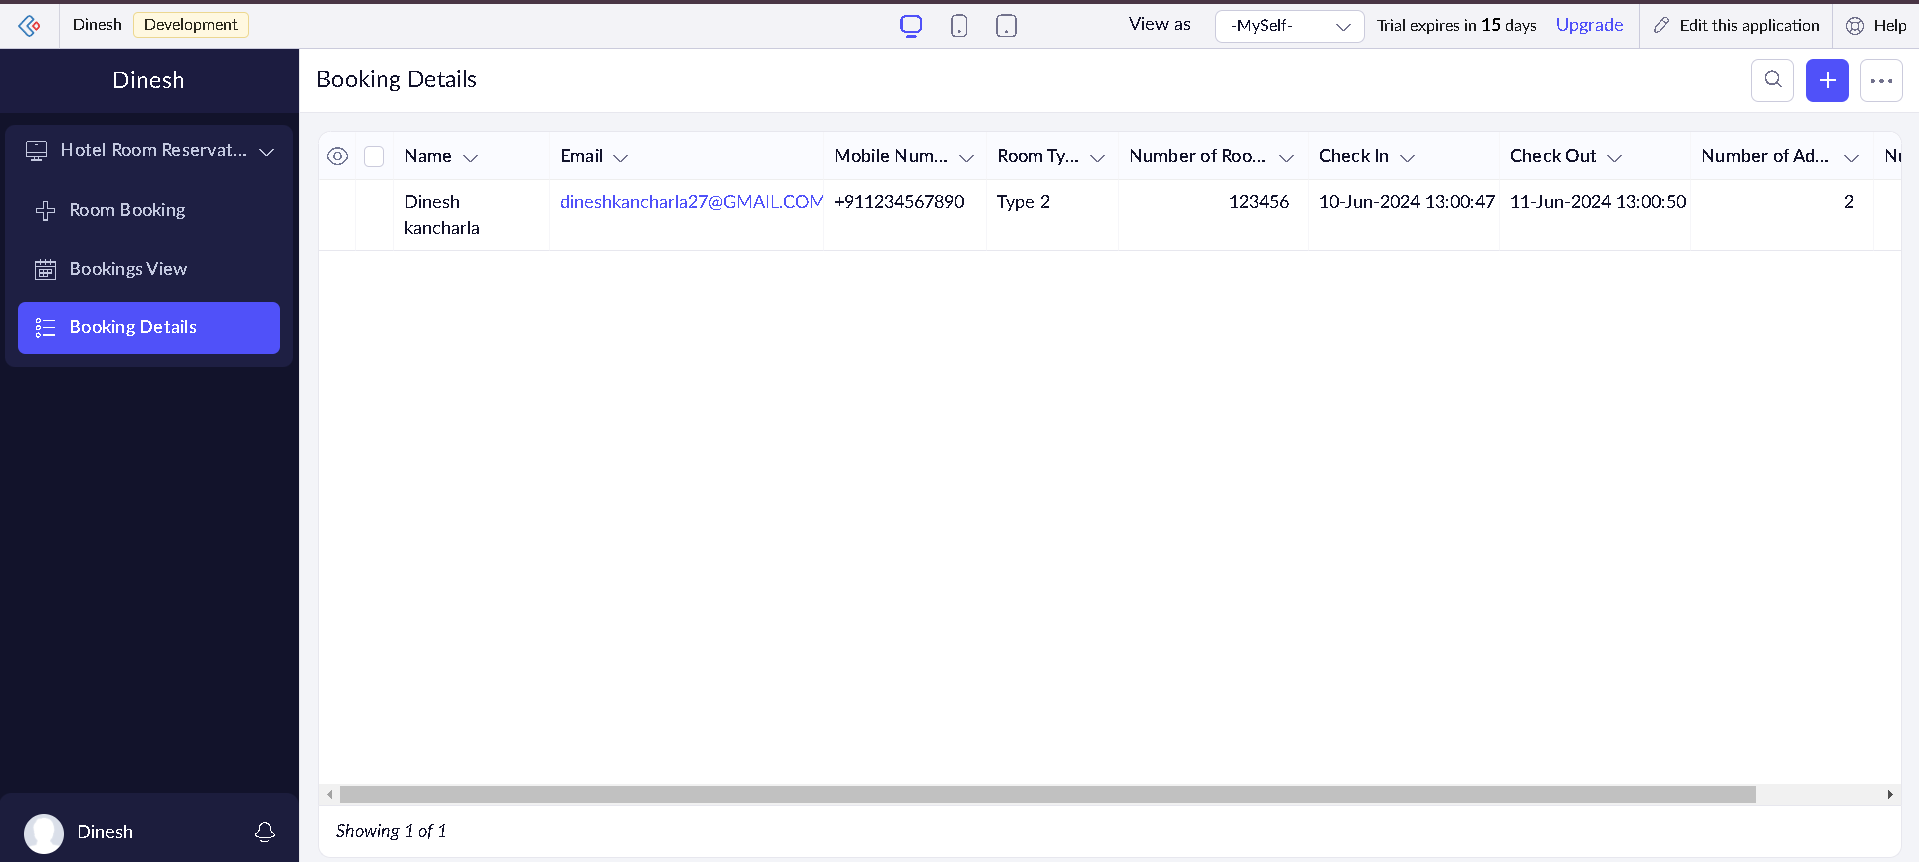 Dinesh Development View as -MySelf- Trial expires in 15 days Upgrade Edit this application Help
Dinesh
Booking Details
Hotel Room Reservat...
Room Booking
Bookings View
Booking Details
Name Email Mobile Num... Room Ty... Number of Roo... Check In Check Out Number of Ad...
Dinesh dineshkancharla27@GMAIL.COM +911234567890 Type 2 123456 10-Jun-2024 13:00:47 11-Jun-2024 13:00:50 2
kancharla
Showing 1 of 1
Dinesh